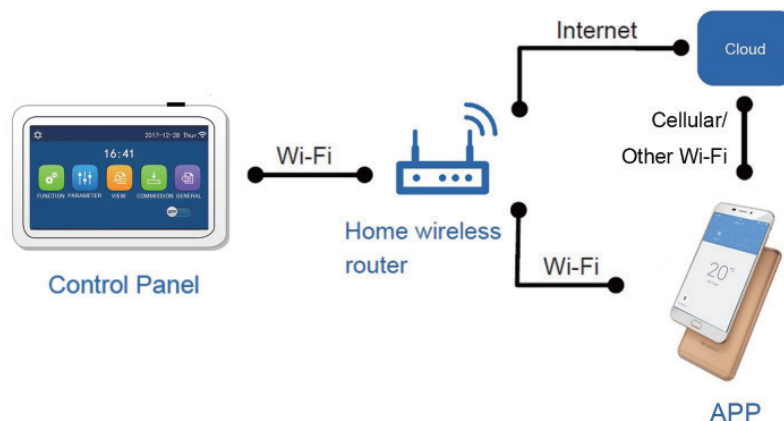 Internet
Cloud
Cellular/
Other Wi-Fi
2017-12-28 Thur
16:41
FUNCTION PARAMETER VIEW COMMISSION GENERAL
OFF
Wi-Fi
Home wireless
router
Control Panel
Wi-Fi
20°
APP